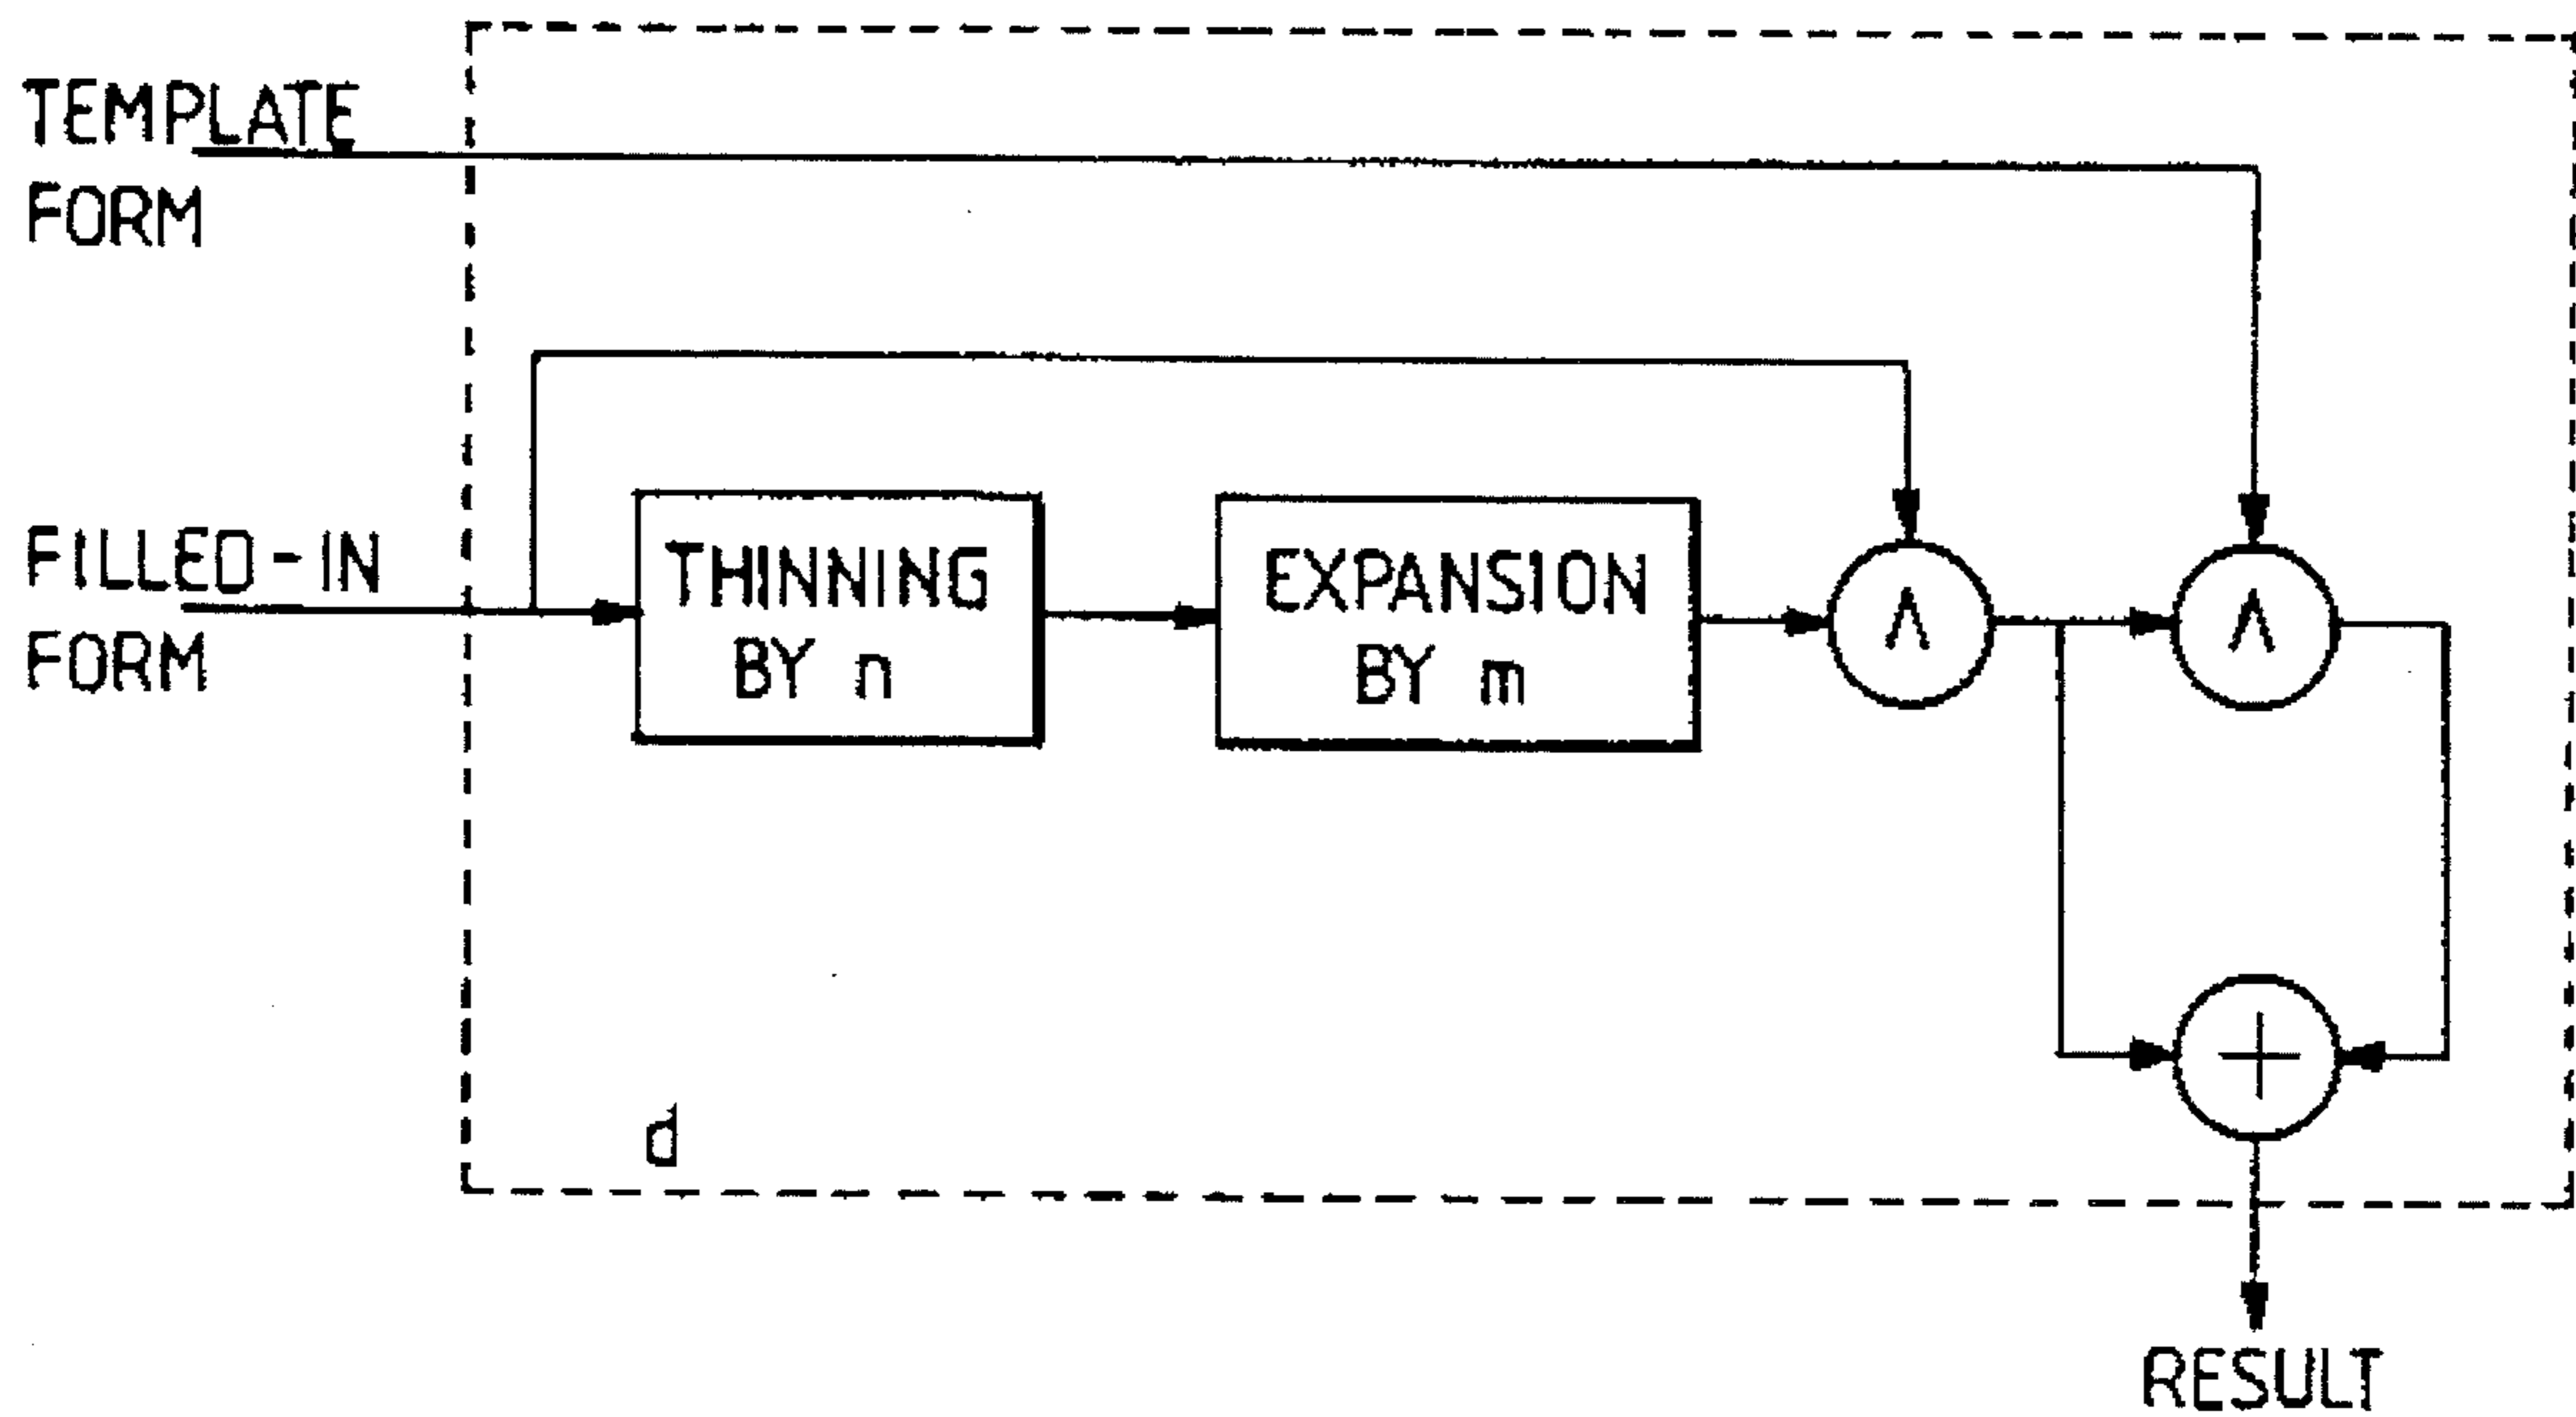 TEMPLATE
FORM
FILLED-IN
FORM
THINNING
BY n
EXPANSION
BY m
∧
∧
+
d
RESULT